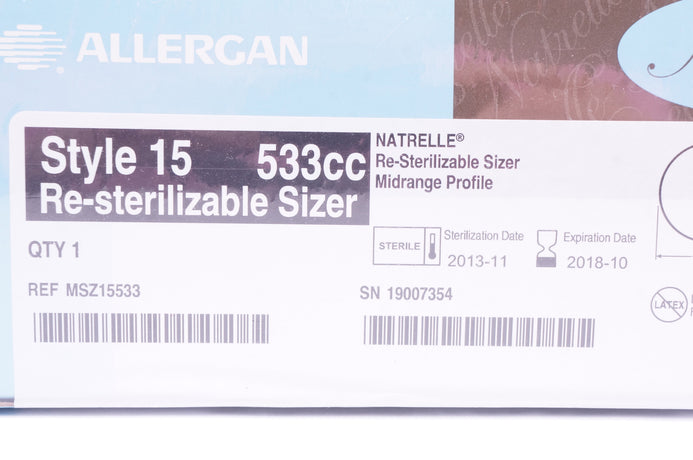 ALLERGAN
Natrelle
Style 15 533cc
Re-sterilizable Sizer
NATRELLE®
Re-Sterilizable Sizer
Midrange Profile
QTY 1
STERILE
Sterilization Date
2013-11
Expiration Date
2018-10
REF MSZ15533
SN 19007354
LATEX